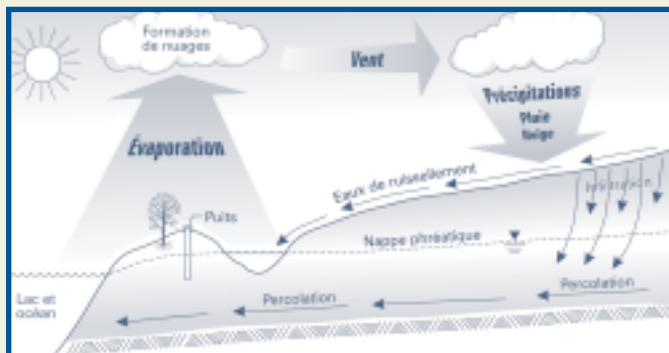 Formation
de nuages
Vent
Précipitations
Pluie
Neige
Évaporation
Eaux de ruissellement
Infiltration
Puits
Nappe phréatique
Lac et
océan
Percolation
Percolation